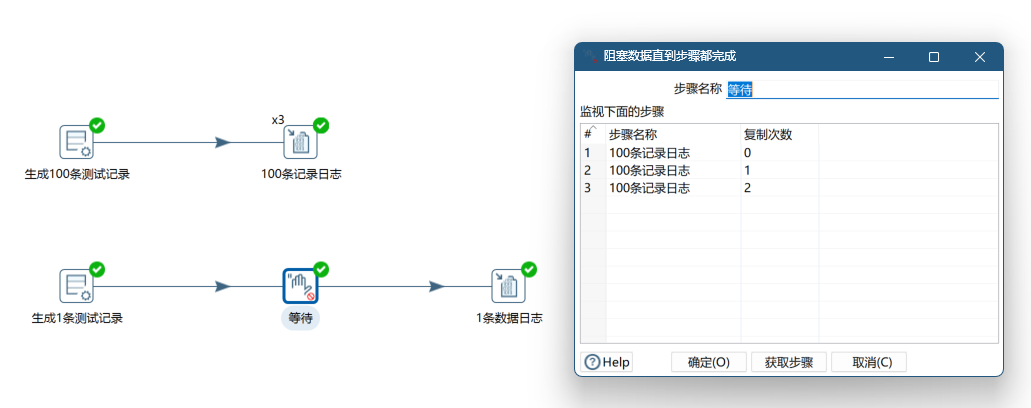 阻塞数据直到步骤都完成
步骤名称 等待
监视下面的步骤
# 步骤名称 复制次数
1 100条记录日志 0
2 100条记录日志 1
3 100条记录日志 2
Help 确定(O) 获取步骤 取消(C)
x3
生成100条测试记录 100条记录日志
生成1条测试记录 等待 1条数据日志